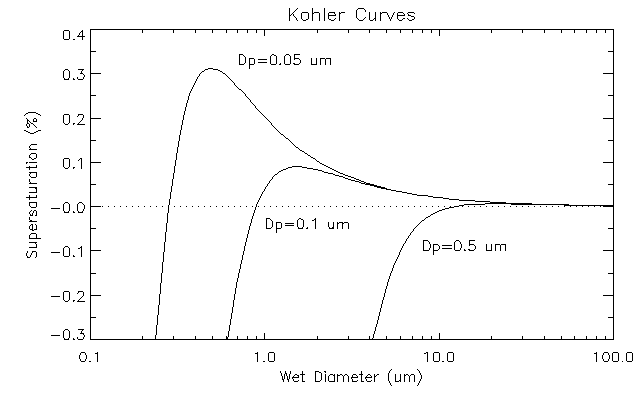 Kohler Curves
0.4
0.3
0.2
0.1
-0.0
-0.1
-0.2
-0.3
Supersaturation (%)
Dp=0.05 um
Dp=0.1 um
Dp=0.5 um
0.1 1.0 10.0 100.0
Wet Diameter (um)